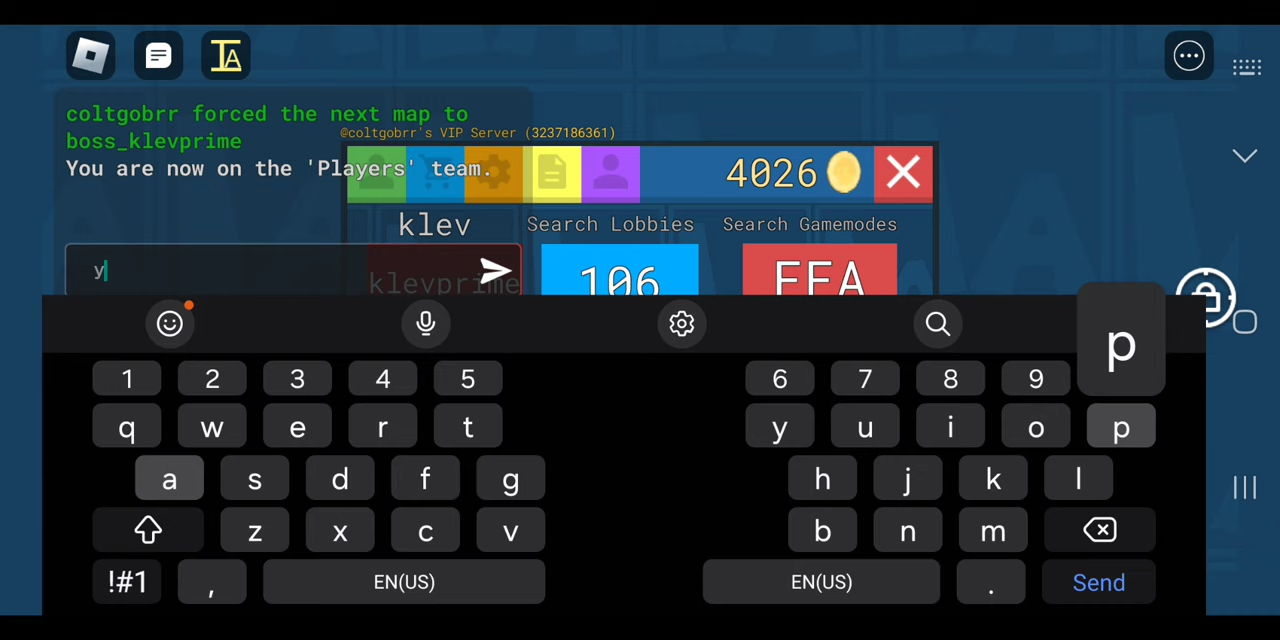 TA
coltgobrr forced the next map to
boss_klevprime
@coltgobrr's VIP Server (3237186361)
You are now on the 'Players' team.
4026
klev
Search Lobbies
Search Gamemodes
y
klevprime
106
FFA
p
1 2 3 4 5 6 7 8 9
q w e r t y u i o p
a s d f g h j k l
z x c v b n m
!#1 , EN(US) EN(US) . Send